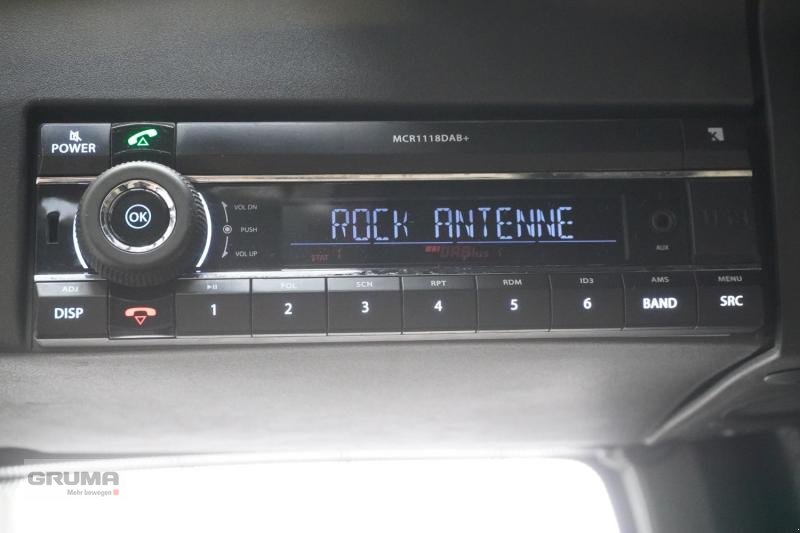 POWER
MCR1118DAB+
VOL DN
OK
PUSH
VOL UP
ROCK ANTENNE
STAT 1
AUX
ADJ
DISP
FOL
SCN
RPT
RDM
ID3
AMS
MENU
1
2
3
4
5
6
BAND
SRC
GRUMA
Mehr bewegen